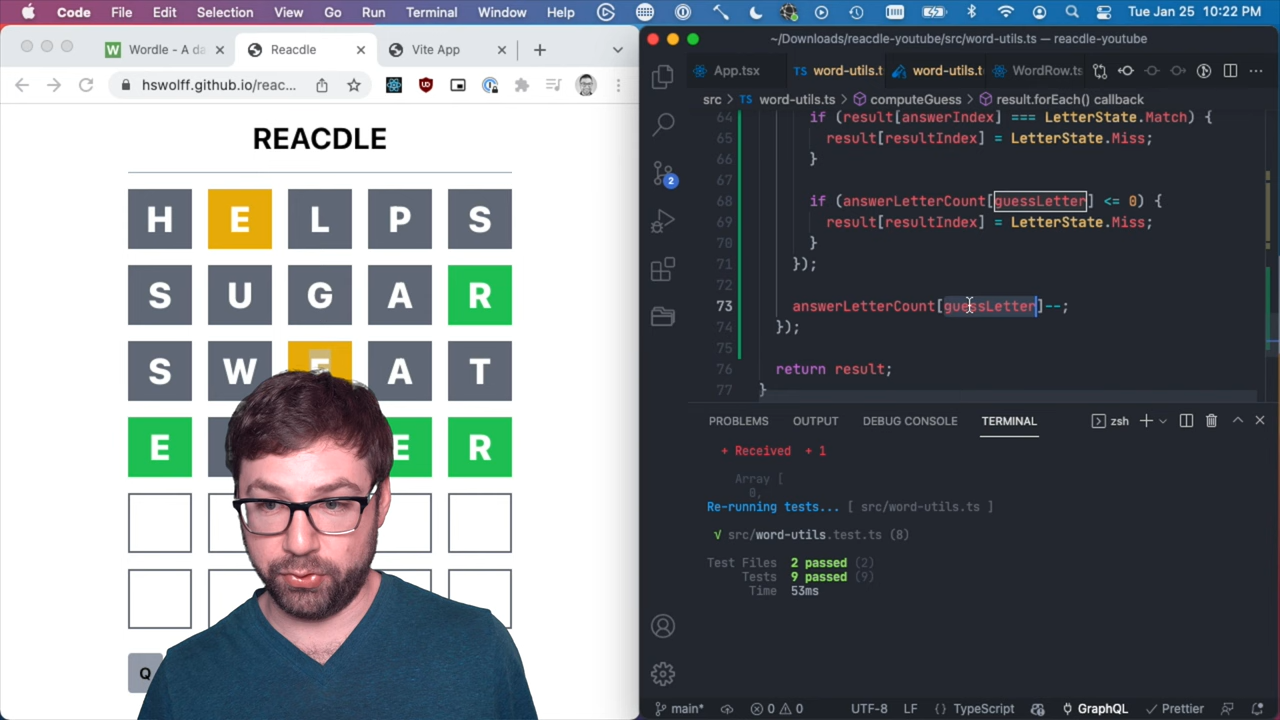 Code File Edit Selection View Go Run Terminal Window Help Tue Jan 25 10:22 PM
Wordle - A da
Reacdle
Vite App
hswolff.github.io/reac...
REACDLE
H E L P S
S U G A R
S W E A T
E E R
Q
~/Downloads/reacdle-youtube/src/word-utils.ts — reacdle-youtube
App.tsx TS word-utils.t word-utils.t WordRow.ts
src > TS word-utils.ts > computeGuess > result.forEach() callback
64 if (result[answerIndex] === LetterState.Match) {
65 result[resultIndex] = LetterState.Miss;
66 }
67
68 if (answerLetterCount[guessLetter] <= 0) {
69 result[resultIndex] = LetterState.Miss;
70 }
71 });
72
73 answerLetterCount[guessLetter]--;
74 });
75
76 return result;
77 }
PROBLEMS OUTPUT DEBUG CONSOLE TERMINAL zsh
+ Received + 1
Array [
0,
Re-running tests... [ src/word-utils.ts ]
√ src/word-utils.test.ts (8)
Test Files 2 passed (2)
Tests 9 passed (9)
Time 53ms
2
main* 0 0 UTF-8 LF TypeScript GraphQL Prettier